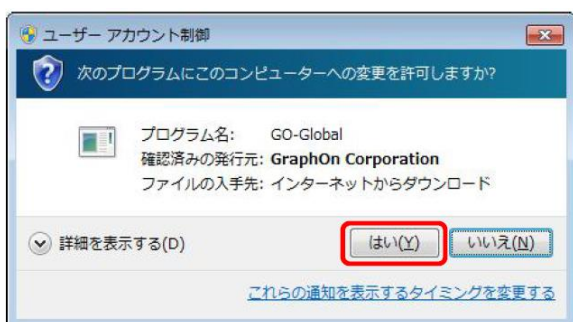 ユーザー アカウント制御
次のプログラムにこのコンピューターへの変更を許可しますか?
プログラム名: GO-Global
確認済みの発行元: GraphOn Corporation
ファイルの入手先: インターネットからダウンロード
詳細を表示する(D) はい(Y) いいえ(N)
これらの通知を表示するタイミングを変更する